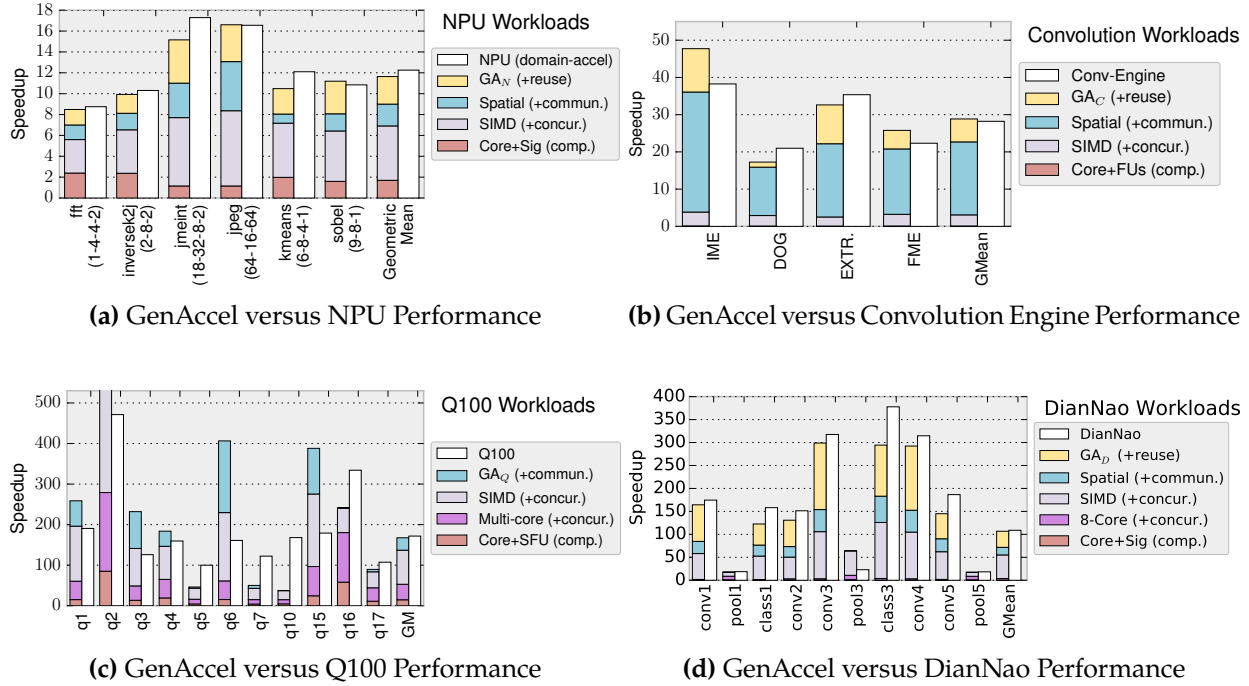 NPU Workloads
Speedup
18
16
14
12
10
8
6
4
2
0
NPU (domain-accel)
GA_N (+reuse)
Spatial (+commun.)
SIMD (+concur.)
Core+Sig (comp.)
fft
(1-4-4-2)
inversek2j
(2-8-2)
jmeint
(18-32-8-2)
jpeg
(64-16-64)
kmeans
(6-8-4-1)
sobel
(9-8-1)
Geometric
Mean
(a) GenAccel versus NPU Performance
Convolution Workloads
Speedup
50
40
30
20
10
0
Conv-Engine
GA_C (+reuse)
Spatial (+commun.)
SIMD (+concur.)
Core+FUs (comp.)
IME
DOG
EXTR.
FME
GMean
(b) GenAccel versus Convolution Engine Performance
Q100 Workloads
Speedup
500
400
300
200
100
0
Q100
GA_Q (+commun.)
SIMD (+concur.)
Multi-core (+concur.)
Core+SFU (comp.)
q1
q2
q3
q4
q5
q6
q7
q10
q15
q16
q17
GM
(c) GenAccel versus Q100 Performance
DianNao Workloads
Speedup
400
350
300
250
200
150
100
50
0
DianNao
GA_D (+reuse)
Spatial (+commun.)
SIMD (+concur.)
8-Core (+concur.)
Core+Sig (comp.)
conv1
pool1
class1
conv2
conv3
pool3
class3
conv4
conv5
pool5
GMean
(d) GenAccel versus DianNao Performance